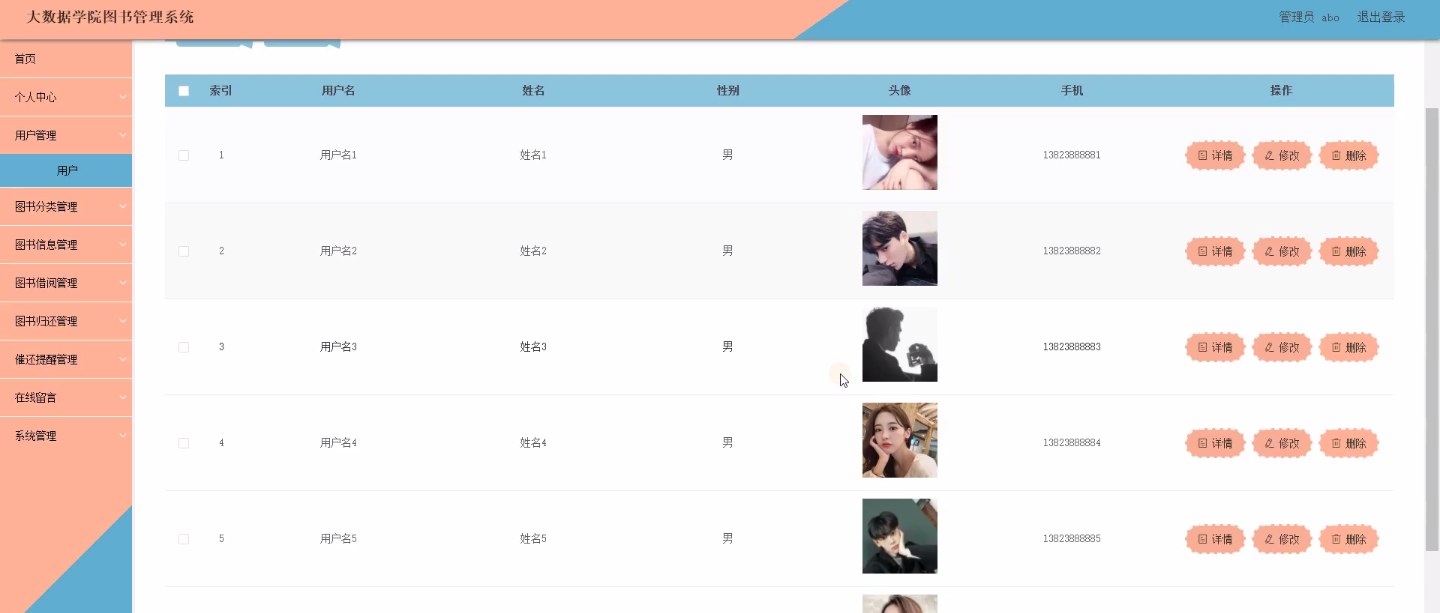 大数据学院图书管理系统
管理员 abo 退出登录
首页
个人中心
用户管理
用户
图书分类管理
图书信息管理
图书借阅管理
图书归还管理
催还提醒管理
在线留言
系统管理
索引 用户名 姓名 性别 头像 手机 操作
1 用户名1 姓名1 男 13823888881 详情 修改 删除
2 用户名2 姓名2 男 13823888882 详情 修改 删除
3 用户名3 姓名3 男 13823888883 详情 修改 删除
4 用户名4 姓名4 男 13823888884 详情 修改 删除
5 用户名5 姓名5 男 13823888885 详情 修改 删除